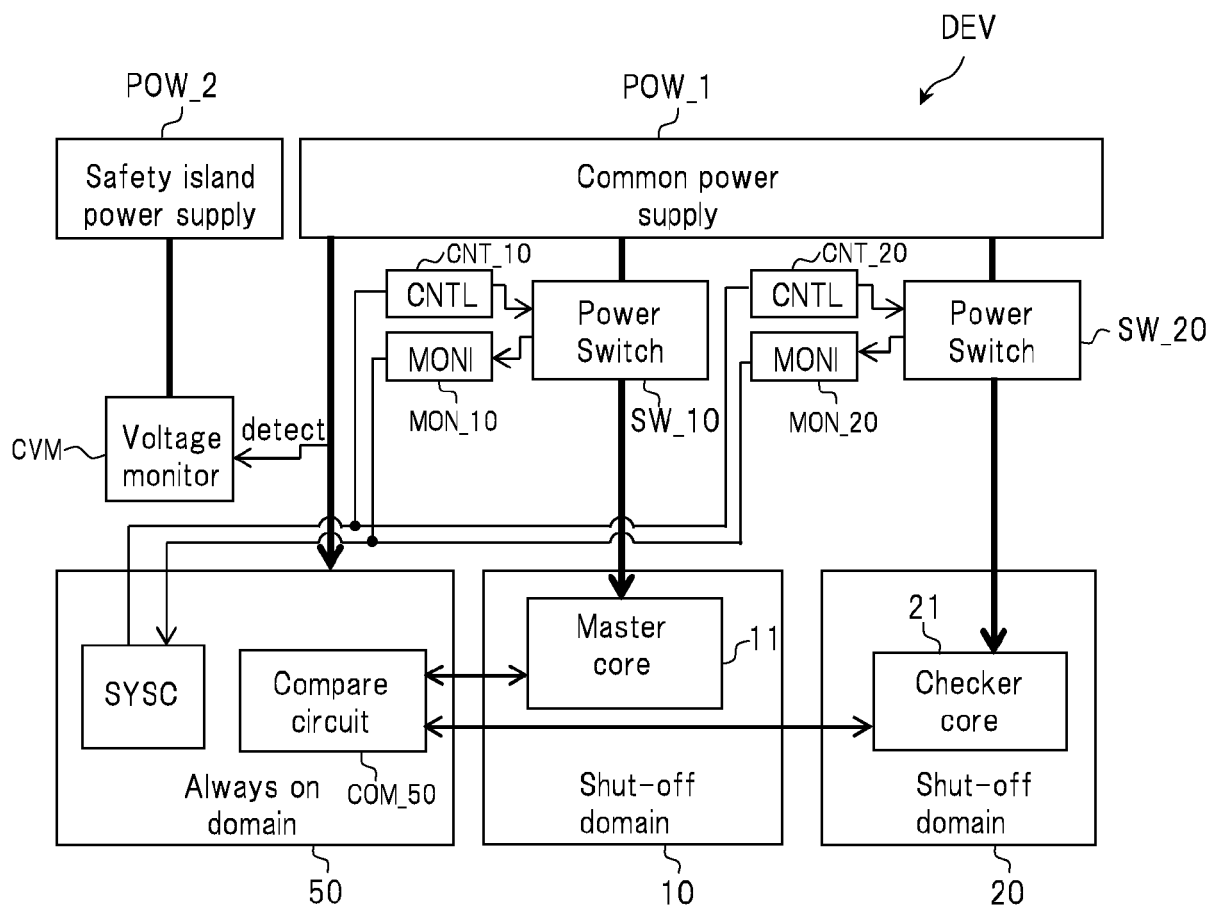 DEV
POW_2
POW_1
Safety island
power supply
Common power
supply
CNT_10
CNT_20
CNTL
CNTL
Power
Switch
Power
Switch
SW_20
MONI
MONI
MON_10
SW_10
MON_20
CVM
Voltage
monitor
detect
SYSC
Compare
circuit
COM_50
Always on
domain
Master
core
11
Shut-off
domain
21
Checker
core
Shut-off
domain
50
10
20